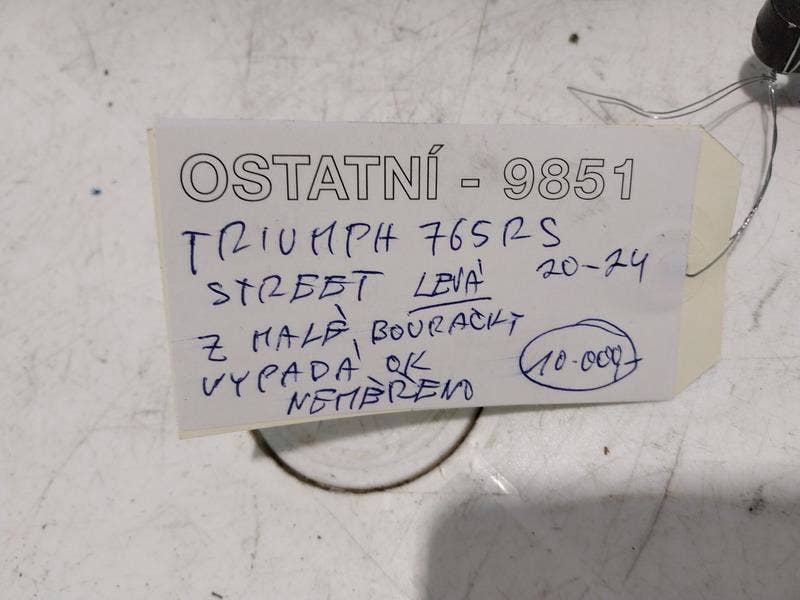 OSTATNÍ - 9851
TRIUMPH 765RS
STREET LEVÁ 20-24
Z MALÉ BOURAČKY
VYPADÁ OK 10.000,-
NEMĚŘENO